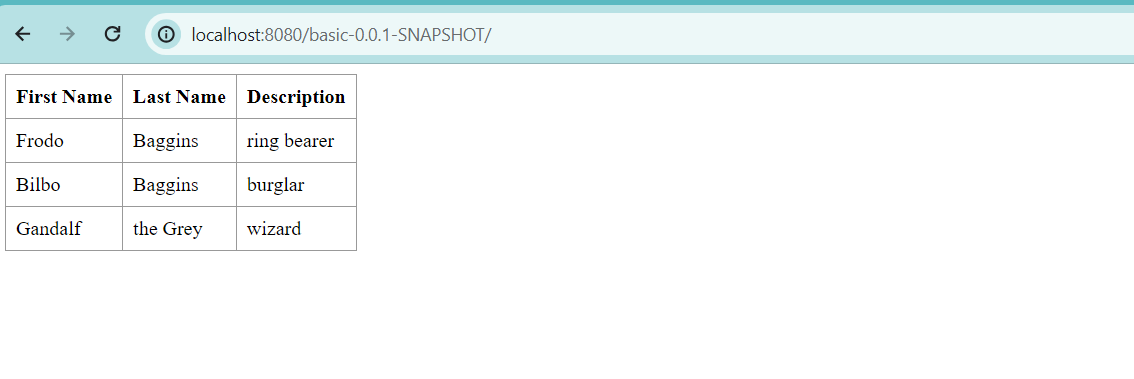 localhost:8080/basic-0.0.1-SNAPSHOT/
First Name Last Name Description
Frodo Baggins ring bearer
Bilbo Baggins burglar
Gandalf the Grey wizard